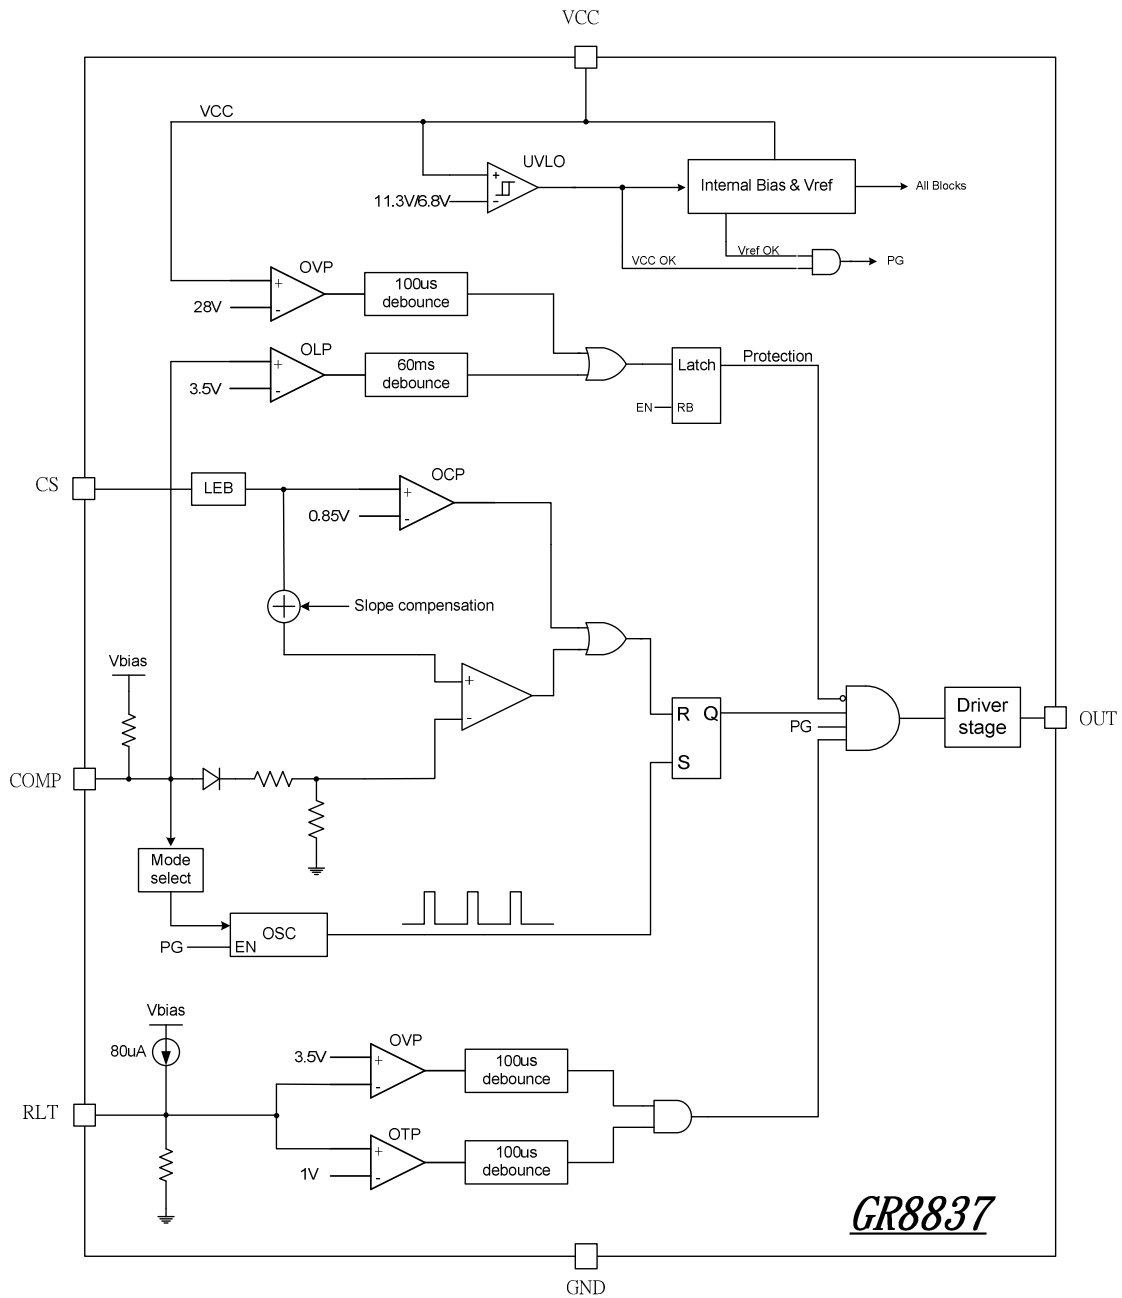 VCC
VCC
UVLO
+
-
11.3V/6.8V
Internal Bias & Vref
All Blocks
Vref OK
VCC OK
PG
OVP
+
-
28V
100us
debounce
OLP
+
-
3.5V
60ms
debounce
Latch
EN
RB
Protection
CS
LEB
OCP
+
-
0.85V
Slope compensation
Vbias
+
-
R
Q
S
PG
Driver
stage
OUT
COMP
Mode
select
OSC
PG
EN
Vbias
80uA
OVP
3.5V
+
-
100us
debounce
RLT
OTP
+
-
1V
100us
debounce
GR8837
GND